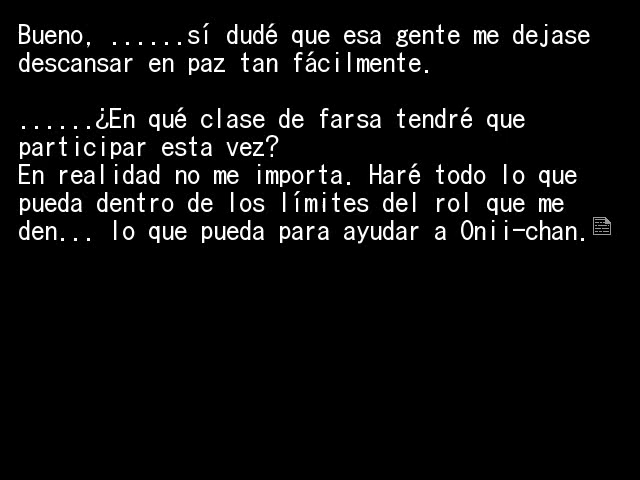 Bueno, ......sí dudé que esa gente me dejase
descansar en paz tan fácilmente.
......¿En qué clase de farsa tendré que
participar esta vez?
En realidad no me importa. Haré todo lo que
pueda dentro de los límites del rol que me
den... lo que pueda para ayudar a Onii-chan.